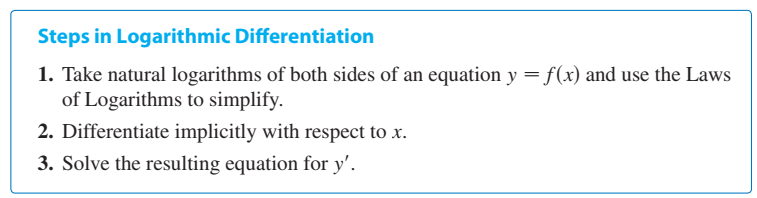 Steps in Logarithmic Differentiation
1. Take natural logarithms of both sides of an equation y = f(x) and use the Laws
of Logarithms to simplify.
2. Differentiate implicitly with respect to x.
3. Solve the resulting equation for y′.